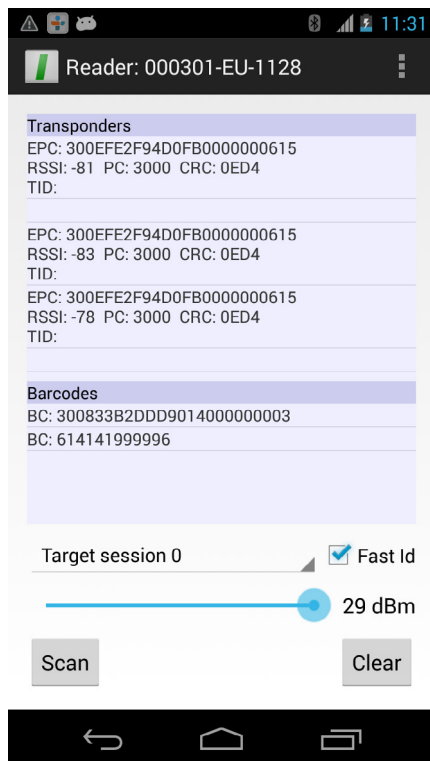 11:31
Reader: 000301-EU-1128
Transponders
EPC: 300EFE2F94D0FB0000000615
RSSI: -81 PC: 3000 CRC: 0ED4
TID:
EPC: 300EFE2F94D0FB0000000615
RSSI: -83 PC: 3000 CRC: 0ED4
TID:
EPC: 300EFE2F94D0FB0000000615
RSSI: -78 PC: 3000 CRC: 0ED4
TID:
Barcodes
BC: 300833B2DDD9014000000003
BC: 614141999996
Target session 0 Fast Id
29 dBm
Scan Clear